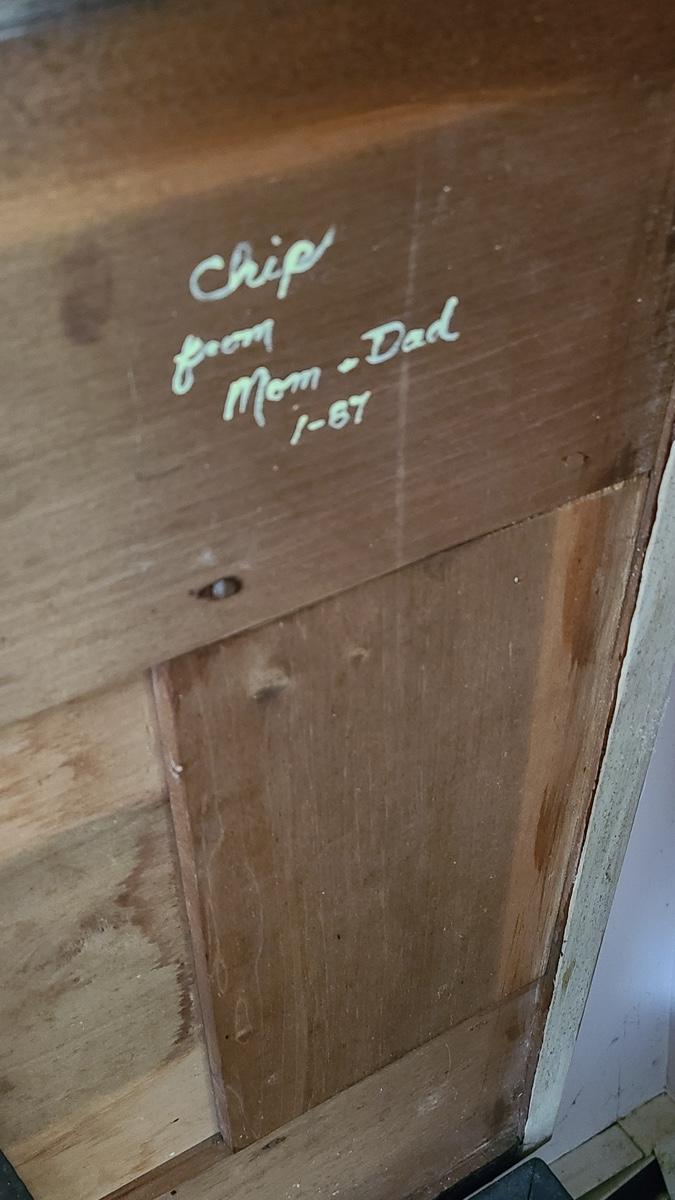 Chip
from
Mom - Dad
1-87